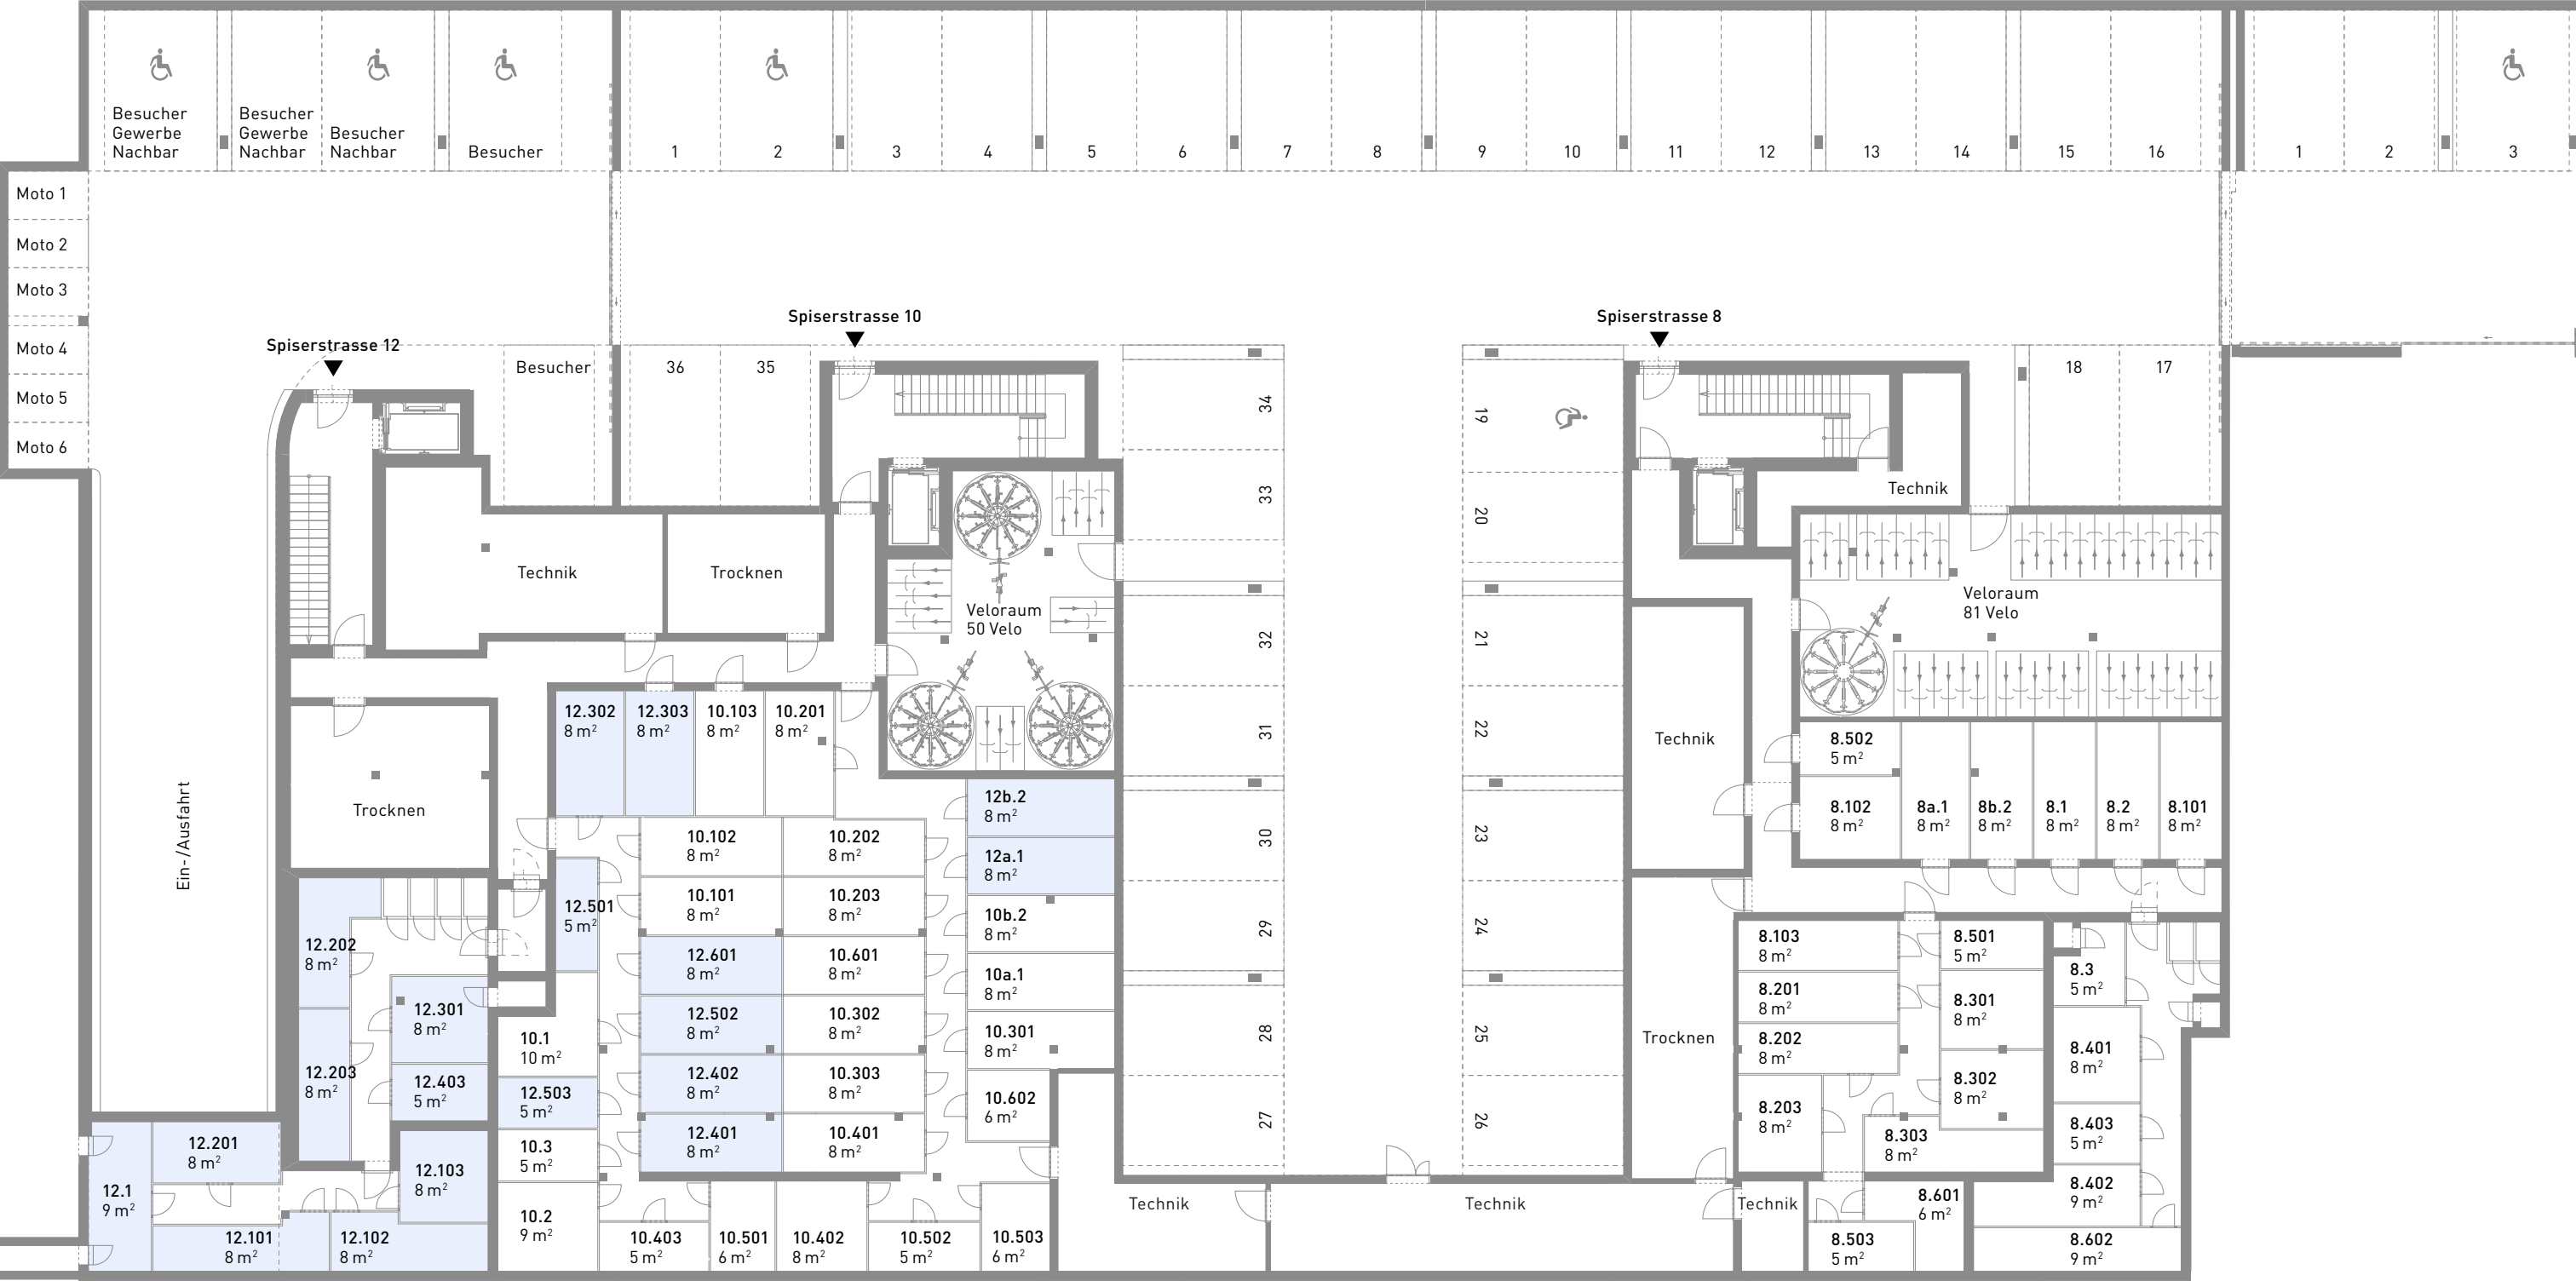 Besucher
Gewerbe
Nachbar
Besucher
Gewerbe
Nachbar
Besucher
Nachbar
Besucher
1
2
3
4
5
6
7
8
9
10
11
12
13
14
15
16
1
2
3
Moto 1
Moto 2
Moto 3
Moto 4
Moto 5
Moto 6
Spiserstrasse 12
Spiserstrasse 10
Spiserstrasse 8
Besucher
36
35
34
33
32
31
30
29
28
27
19
20
21
22
23
24
25
26
18
17
Technik
Trocknen
Veloraum
50 Velo
Technik
Veloraum
81 Velo
Technik
Trocknen
Trocknen
Ein-/Ausfahrt
12.302
8 m²
12.303
8 m²
10.103
8 m²
10.201
8 m²
12b.2
8 m²
12a.1
8 m²
10b.2
8 m²
10a.1
8 m²
10.301
8 m²
10.602
6 m²
10.102
8 m²
10.202
8 m²
10.101
8 m²
10.203
8 m²
12.601
8 m²
10.601
8 m²
12.502
8 m²
10.302
8 m²
12.402
8 m²
10.303
8 m²
12.401
8 m²
10.401
8 m²
12.501
5 m²
10.1
10 m²
12.503
5 m²
10.3
5 m²
10.2
9 m²
10.403
5 m²
10.501
6 m²
10.402
8 m²
10.502
5 m²
10.503
6 m²
12.202
8 m²
12.203
8 m²
12.301
8 m²
12.403
5 m²
12.103
8 m²
12.201
8 m²
12.1
9 m²
12.101
8 m²
12.102
8 m²
8.502
5 m²
8.102
8 m²
8a.1
8 m²
8b.2
8 m²
8.1
8 m²
8.2
8 m²
8.101
8 m²
8.103
8 m²
8.201
8 m²
8.202
8 m²
8.203
8 m²
8.501
5 m²
8.301
8 m²
8.302
8 m²
8.303
8 m²
8.3
5 m²
8.401
8 m²
8.403
5 m²
8.402
9 m²
8.602
9 m²
8.601
6 m²
8.503
5 m²
Technik
Technik
Technik